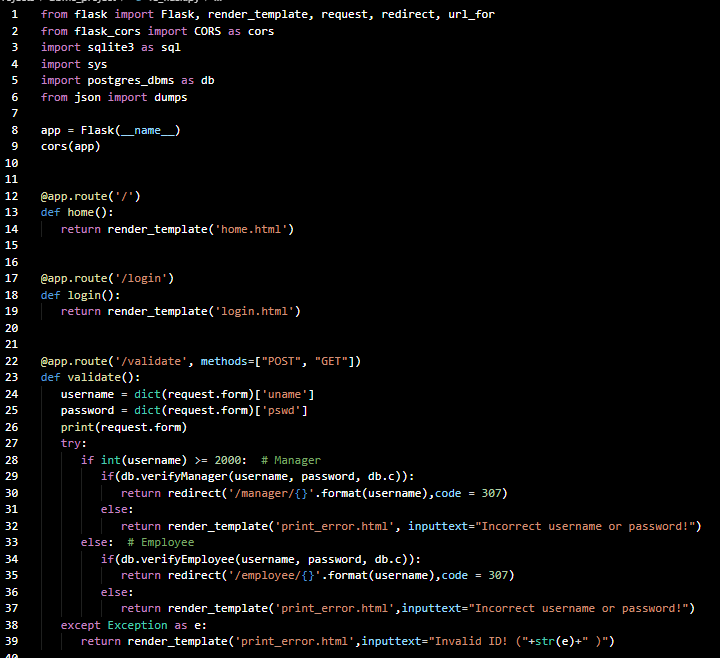 1 from flask import Flask, render_template, request, redirect, url_for
2 from flask_cors import CORS as cors
3 import sqlite3 as sql
4 import sys
5 import postgres_dbms as db
6 from json import dumps
7
8 app = Flask(__name__)
9 cors(app)
10
11
12 @app.route('/')
13 def home():
14     return render_template('home.html')
15
16
17 @app.route('/login')
18 def login():
19     return render_template('login.html')
20
21
22 @app.route('/validate', methods=["POST", "GET"])
23 def validate():
24     username = dict(request.form)['uname']
25     password = dict(request.form)['pswd']
26     print(request.form)
27     try:
28         if int(username) >= 2000:  # Manager
29             if(db.verifyManager(username, password, db.c)):
30                 return redirect('/manager/{}'.format(username),code = 307)
31             else:
32                 return render_template('print_error.html', inputtext="Incorrect username or password!")
33         else:  # Employee
34             if(db.verifyEmployee(username, password, db.c)):
35                 return redirect('/employee/{}'.format(username),code = 307)
36             else:
37                 return render_template('print_error.html',inputtext="Incorrect username or password!")
38     except Exception as e:
39         return render_template('print_error.html',inputtext="Invalid ID! ("+str(e)+" )")